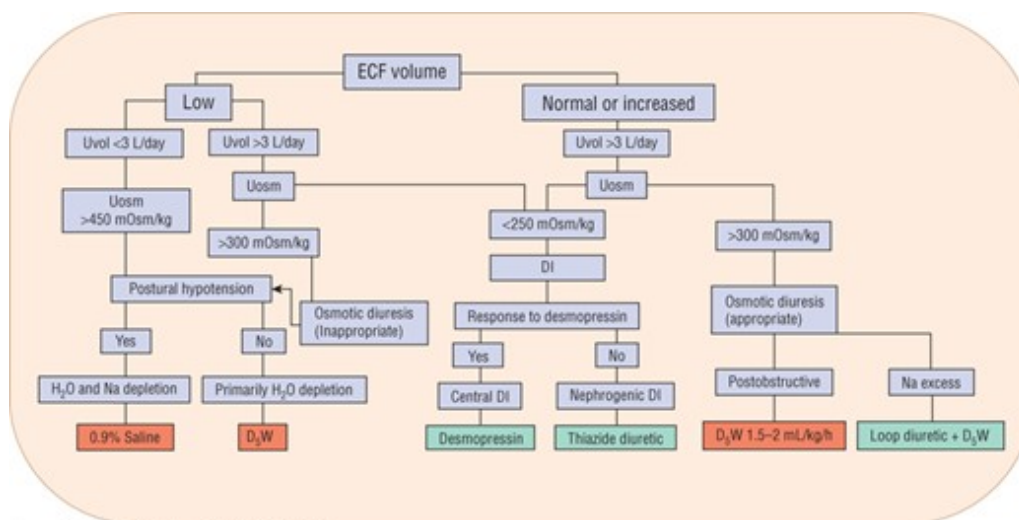 ECF volume
Low
Normal or increased
Uvol <3 L/day
Uvol >3 L/day
Uvol >3 L/day
Uosm
>450 mOsm/kg
Uosm
Uosm
<250 mOsm/kg
>300 mOsm/kg
>300 mOsm/kg
DI
Postural hypotension
Osmotic diuresis
(Inappropriate)
Response to desmopressin
Osmotic diuresis
(appropriate)
Yes
No
Yes
No
H₂O and Na depletion
Primarily H₂O depletion
Central DI
Nephrogenic DI
Postobstructive
Na excess
0.9% Saline
D₅W
Desmopressin
Thiazide diuretic
D₅W 1.5–2 mL/kg/h
Loop diuretic + D₅W